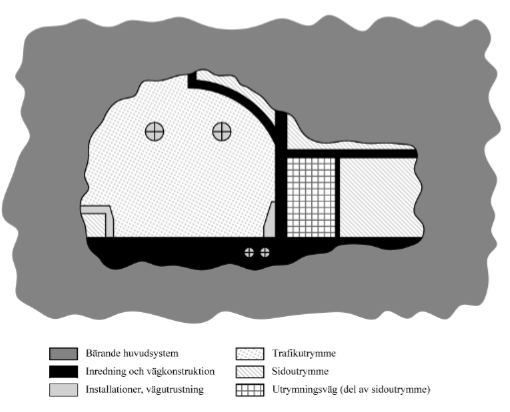 Bärande huvudsystem
Inredning och vägkonstruktion
Installationer, vägutrustning
Trafikutrymme
Sidoutrymme
Utrymningsväg (del av sidoutrymme)